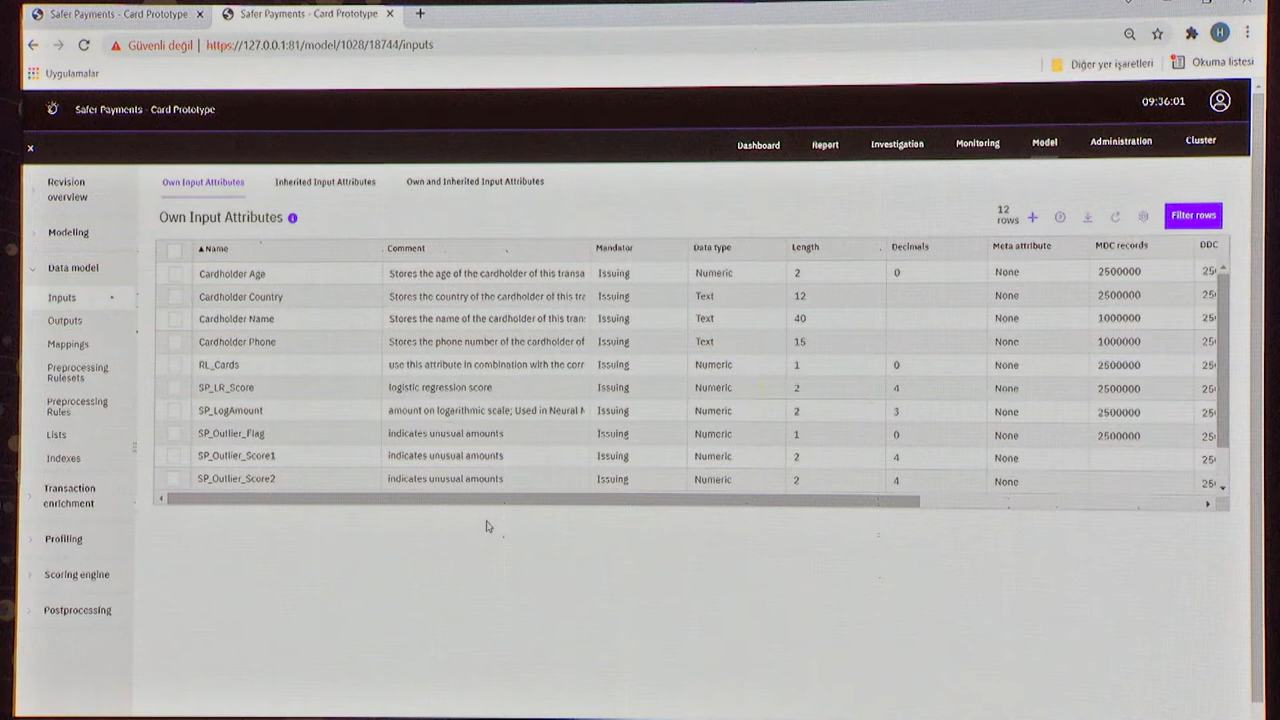 Safer Payments - Card Prototype × Safer Payments - Card Prototype × +
Güvenli değil | https://127.0.0.1:81/model/1028/18744/inputs H
Uygulamalar Diğer yer işaretleri Okuma listesi
Safer Payments - Card Prototype 09:36:01
x Dashboard Report Investigation Monitoring Model Administration Cluster
Revision overview
Modeling
Data model
Inputs
Outputs
Mappings
Preprocessing Rulesets
Preprocessing Rules
Lists
Indexes
Transaction enrichment
Profiling
Scoring engine
Postprocessing
Own Input Attributes Inherited Input Attributes Own and Inherited Input Attributes
Own Input Attributes 12 rows Filter rows
▲Name Comment Mandator Data type Length Decimals Meta attribute MDC records DDC
Cardholder Age Stores the age of the cardholder of this transa Issuing Numeric 2 0 None 2500000 25
Cardholder Country Stores the country of the cardholder of this tra Issuing Text 12 None 2500000 25
Cardholder Name Stores the name of the cardholder of this tran Issuing Text 40 None 1000000 25
Cardholder Phone Stores the phone number of the cardholder of Issuing Text 15 None 1000000 25
RL_Cards use this attribute in combination with the corr Issuing Numeric 1 0 None 2500000 25
SP_LR_Score logistic regression score Issuing Numeric 2 4 None 2500000 25
SP_LogAmount amount on logarithmic scale; Used in Neural N Issuing Numeric 2 3 None 2500000 25
SP_Outlier_Flag indicates unusual amounts Issuing Numeric 1 0 None 2500000 25
SP_Outlier_Score1 indicates unusual amounts Issuing Numeric 2 4 None 25
SP_Outlier_Score2 indicates unusual amounts Issuing Numeric 2 4 None 25